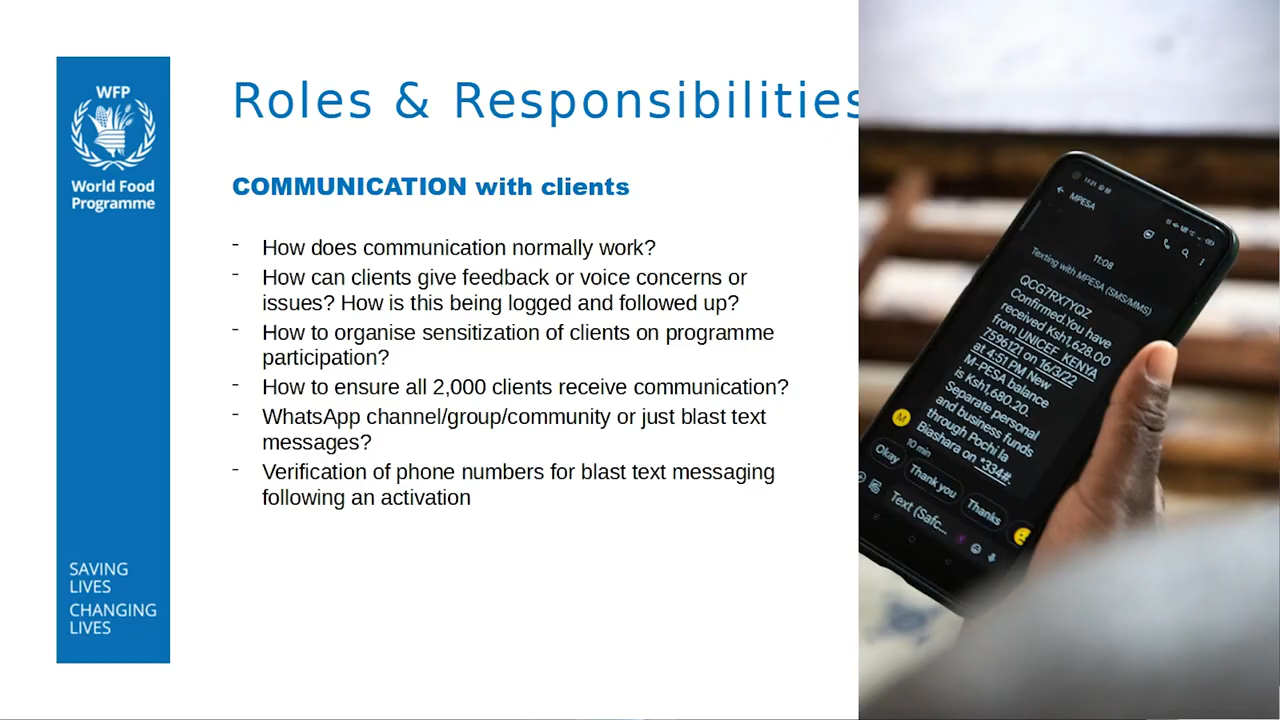 WFP
World Food
Programme
SAVING
LIVES
CHANGING
LIVES
Roles & Responsibilities
COMMUNICATION with clients
- How does communication normally work?
- How can clients give feedback or voice concerns or
issues? How is this being logged and followed up?
- How to organise sensitization of clients on programme
participation?
- How to ensure all 2,000 clients receive communication?
- WhatsApp channel/group/community or just blast text
messages?
- Verification of phone numbers for blast text messaging
following an activation
11:21
MPESA
11:08
Texting with MPESA (SMS/MMS)
QCG7RX7YQZ
Confirmed.You have
received Ksh1,628.00
from UNICEF KENYA
7596121 on 16/3/22
at 4:51 PM New
M-PESA balance
is Ksh1,680.20.
Separate personal
and business funds
through Pochi la
Biashara on *334#.
M
10 min
Okay
Thank you
Thanks
Text (Safc...